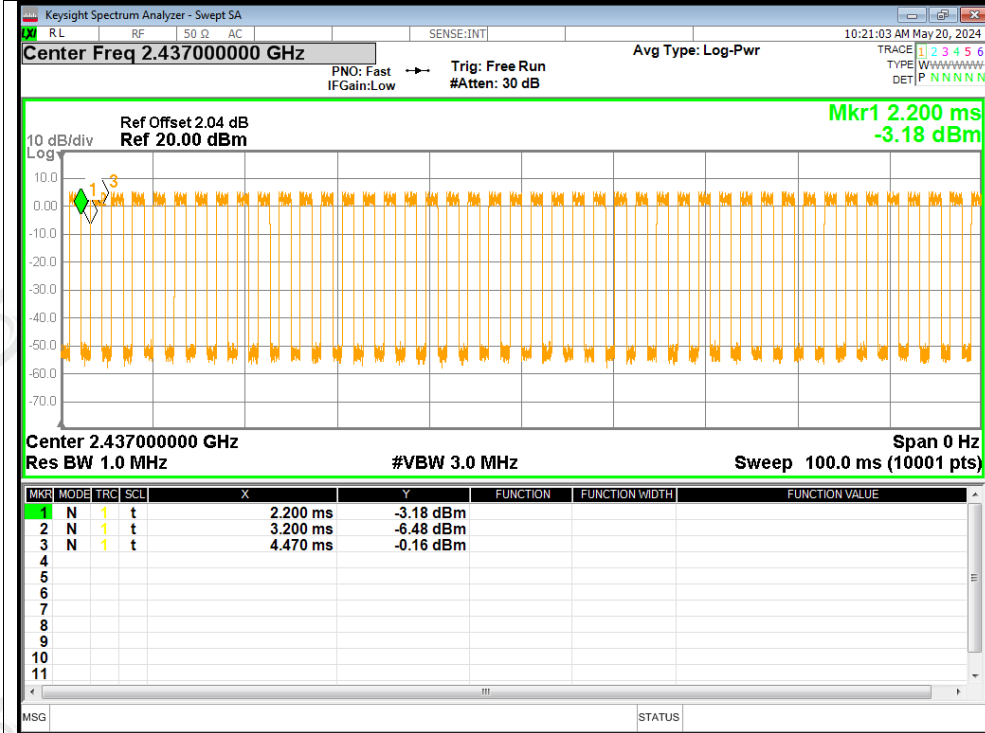 Keysight Spectrum Analyzer - Swept SA
LXI RL RF 50 Ω AC SENSE:INT 10:21:03 AM May 20, 2024
Center Freq 2.437000000 GHz Avg Type: Log-Pwr TRACE 1 2 3 4 5 6
PNO: Fast Trig: Free Run TYPE WWWWWWW
IFGain:Low #Atten: 30 dB DET P N N N N N
Mkr1 2.200 ms
Ref Offset 2.04 dB -3.18 dBm
10 dB/div Ref 20.00 dBm
Log
10.0
1 2 3
0.00
-10.0
-20.0
-30.0
-40.0
-50.0
-60.0
-70.0
Center 2.437000000 GHz Span 0 Hz
Res BW 1.0 MHz #VBW 3.0 MHz Sweep 100.0 ms (10001 pts)
MKR MODE TRC SCL X Y FUNCTION FUNCTION WIDTH FUNCTION VALUE
1 N 1 t 2.200 ms -3.18 dBm
2 N 1 t 3.200 ms -6.48 dBm
3 N 1 t 4.470 ms -0.16 dBm
4
5
6
7
8
9
10
11
MSG STATUS